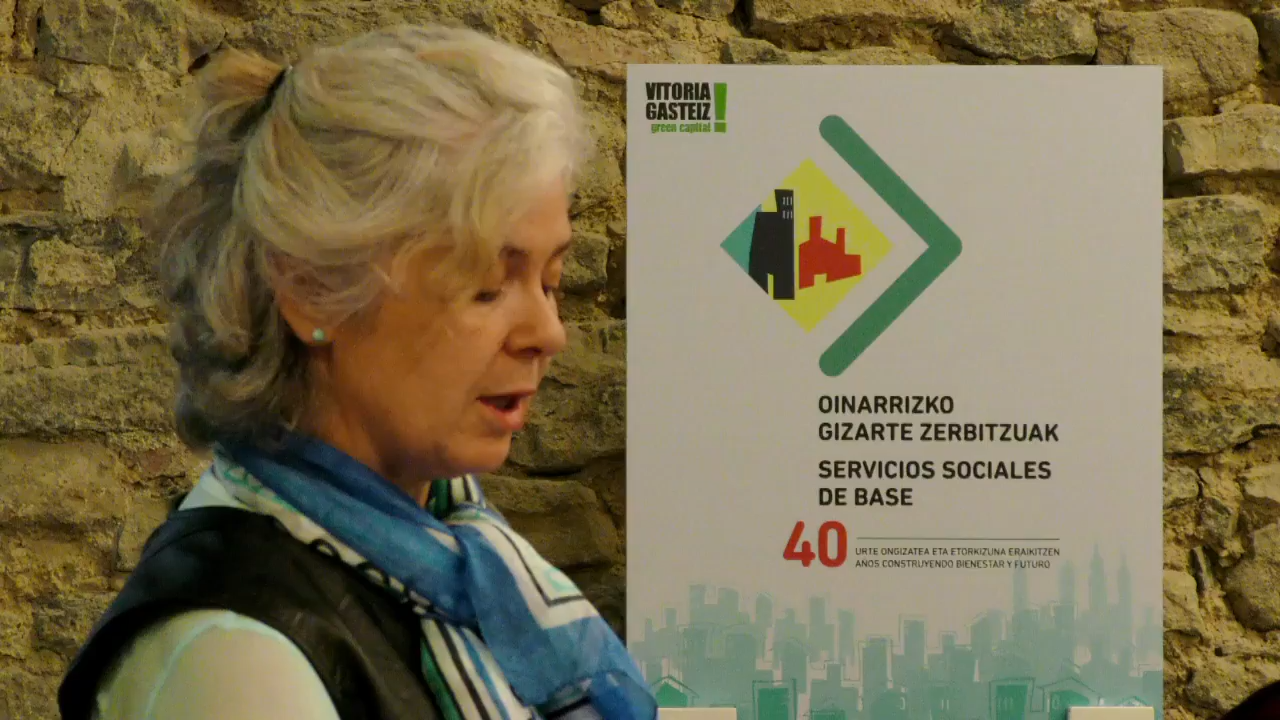 VITORIA
GASTEIZ!
green capital
OINARRIZKO
GIZARTE ZERBITZUAK
SERVICIOS SOCIALES
DE BASE
40
URTE ONGIZATEA ETA ETORKIZUNA ERAIKITZEN
AÑOS CONSTRUYENDO BIENESTAR Y FUTURO